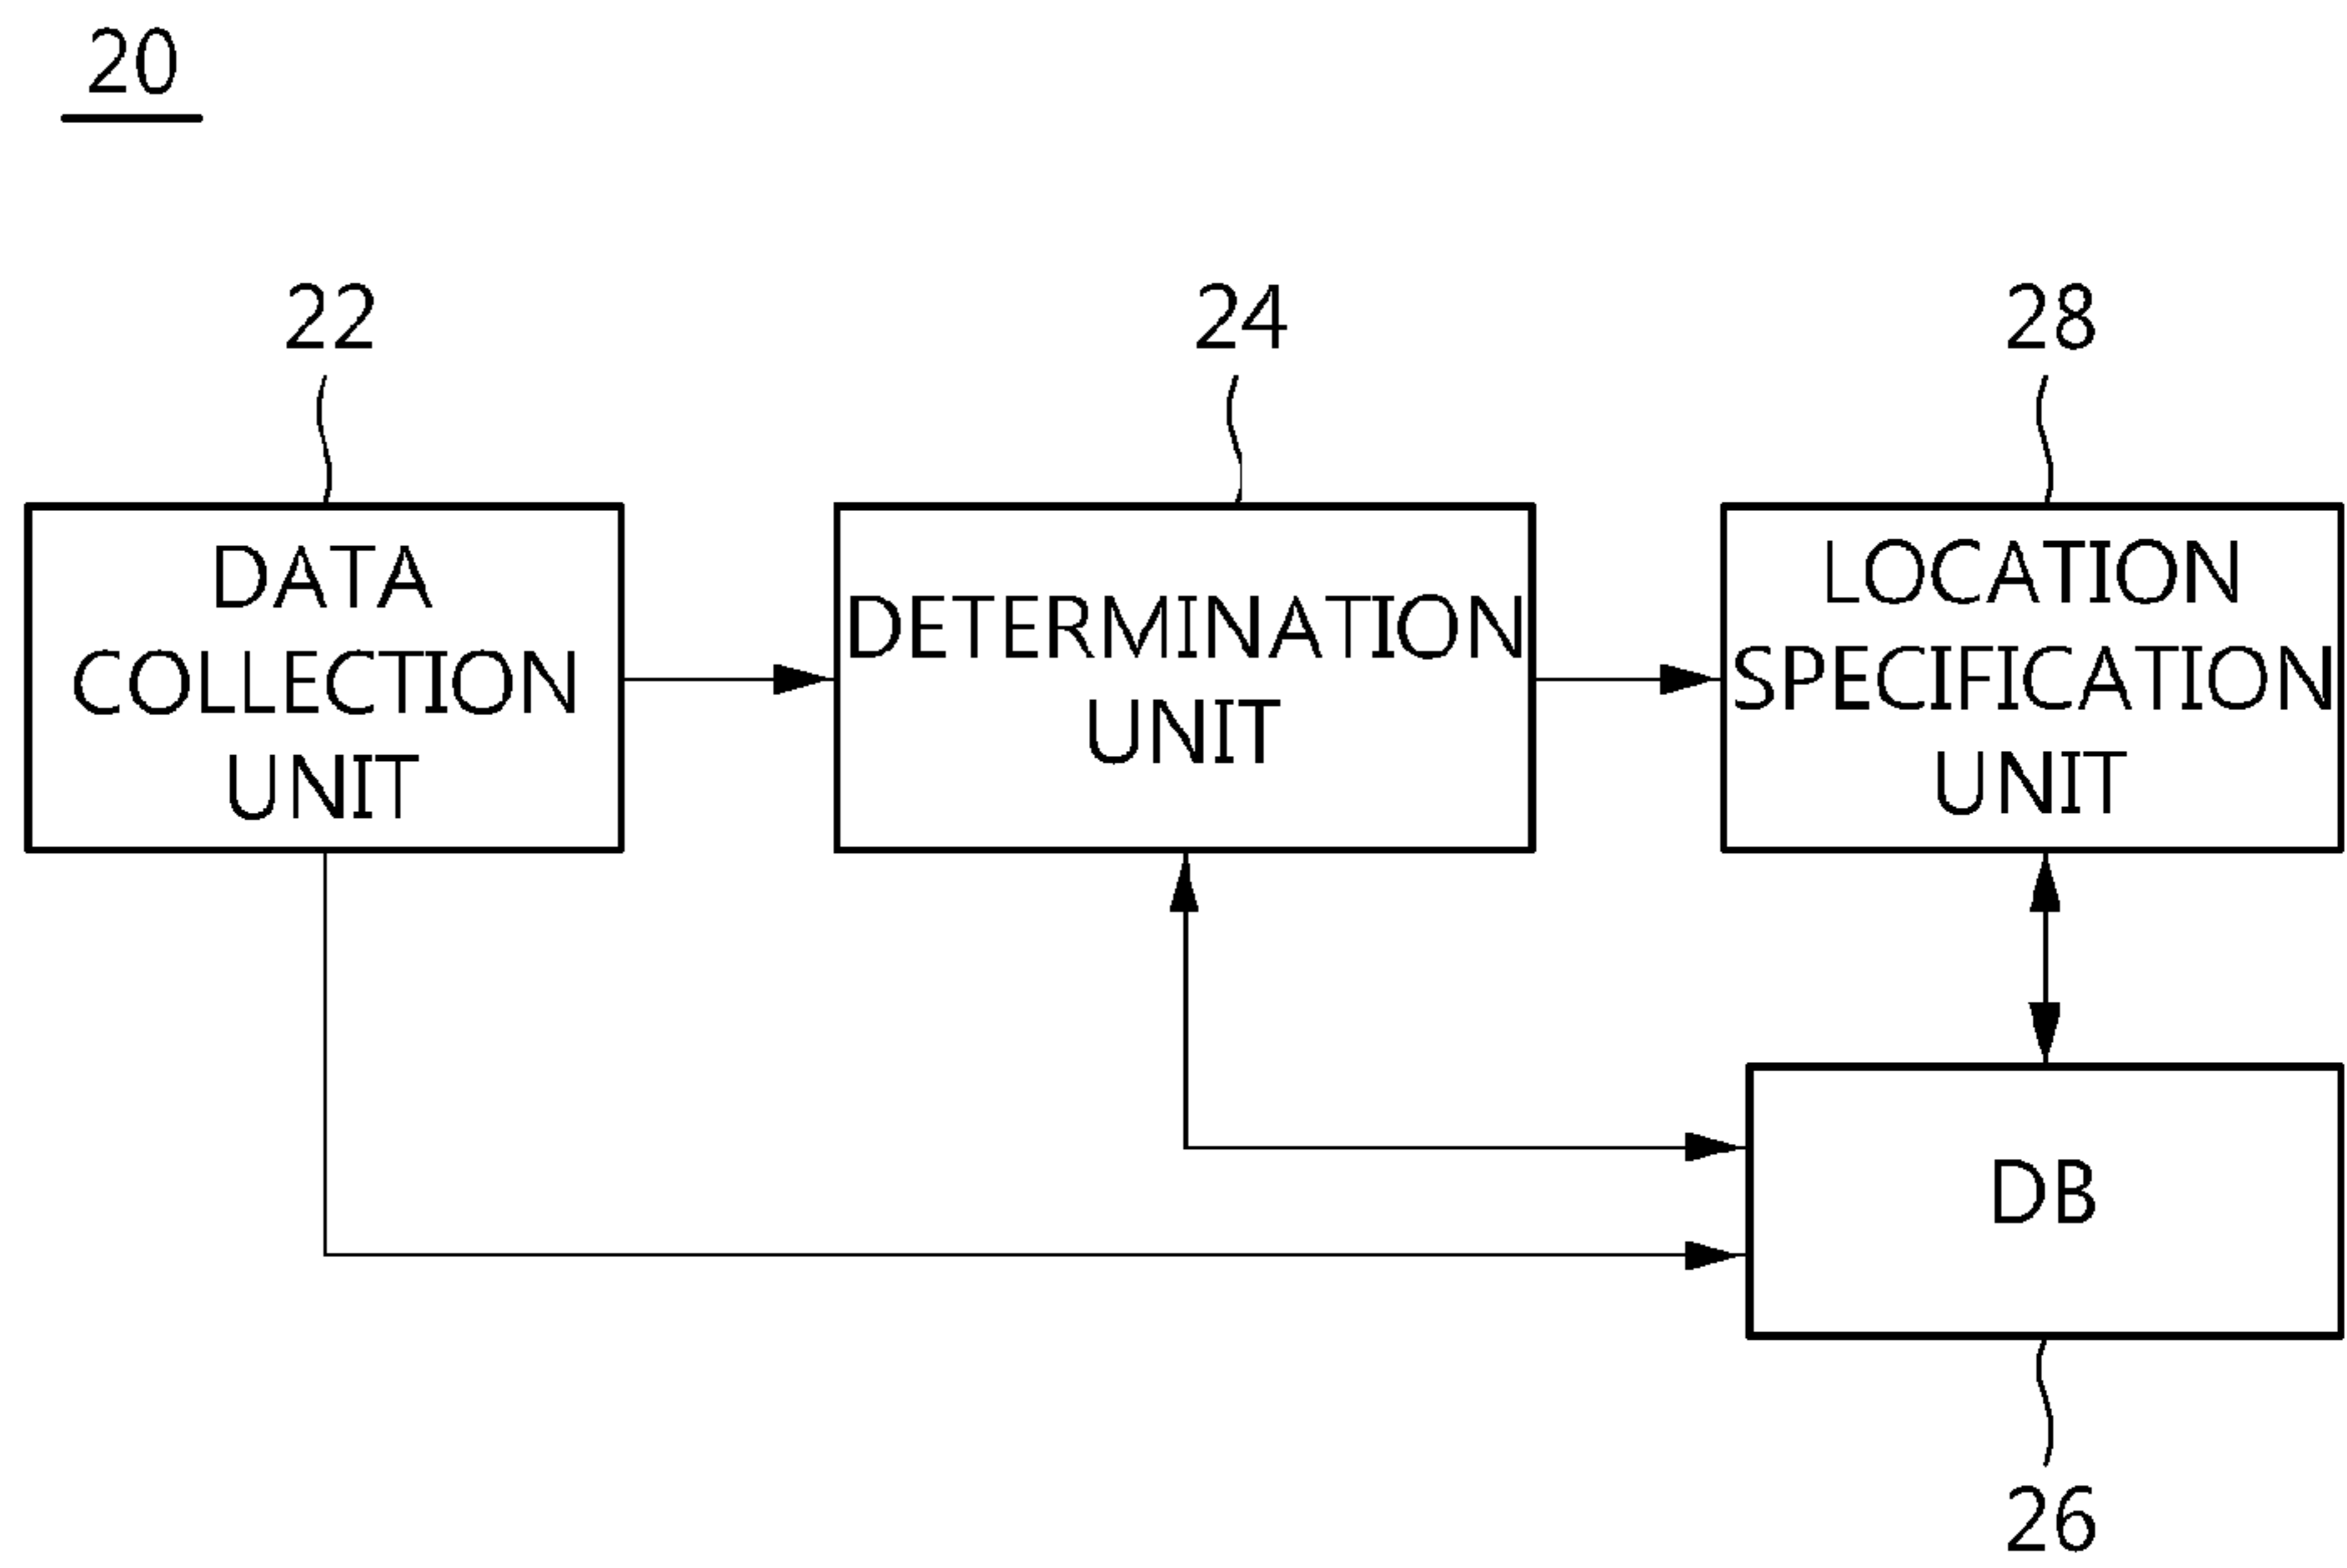 20
22
24
28
DATA
COLLECTION
UNIT
DETERMINATION
UNIT
LOCATION
SPECIFICATION
UNIT
DB
26